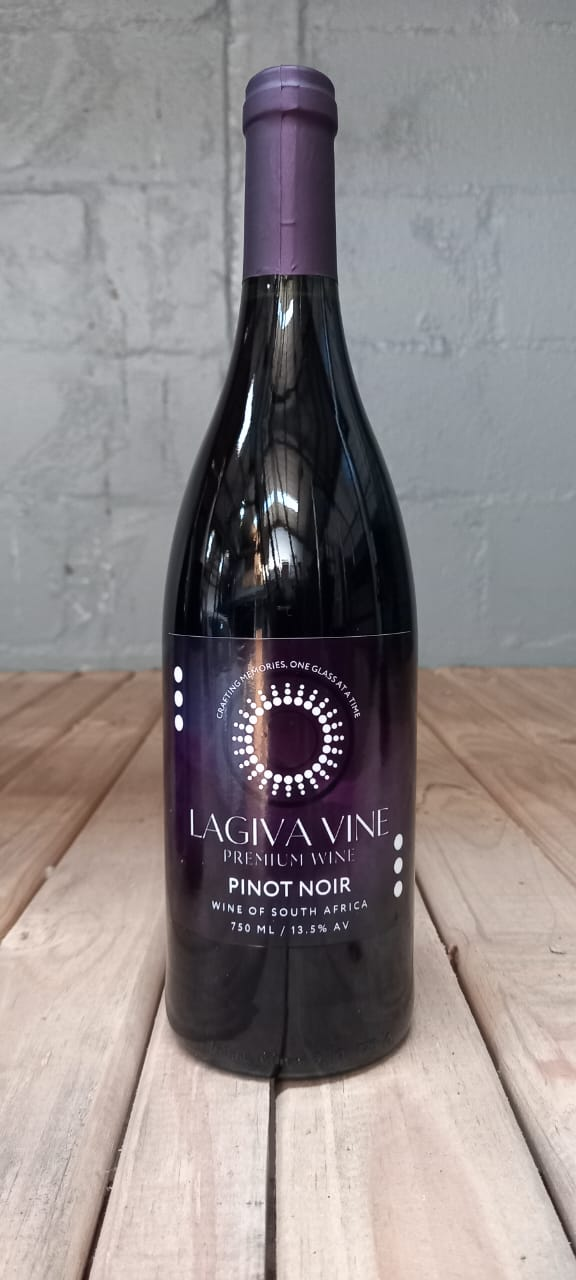 CRAFTING MEMORIES, ONE GLASS AT A TIME
LAGIVA VINE
PREMIUM WINE
PINOT NOIR
WINE OF SOUTH AFRICA
750 ML / 13.5% AV